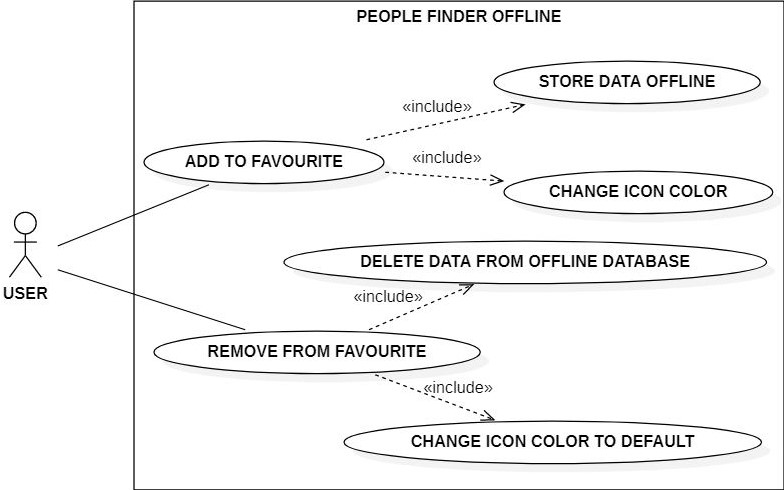 PEOPLE FINDER OFFLINE
STORE DATA OFFLINE
«include»
ADD TO FAVOURITE
«include»
CHANGE ICON COLOR
USER
DELETE DATA FROM OFFLINE DATABASE
«include»
REMOVE FROM FAVOURITE
«include»
CHANGE ICON COLOR TO DEFAULT